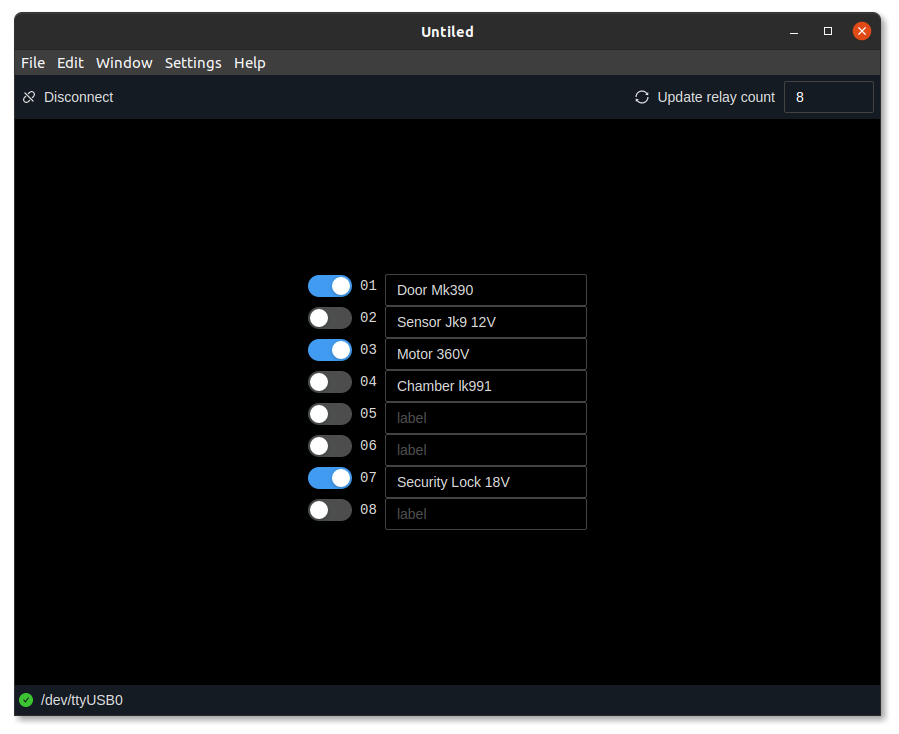 Untiled
File Edit Window Settings Help
Disconnect Update relay count 8
01 Door Mk390
02 Sensor Jk9 12V
03 Motor 360V
04 Chamber lk991
05 label
06 label
07 Security Lock 18V
08 label
/dev/ttyUSB0